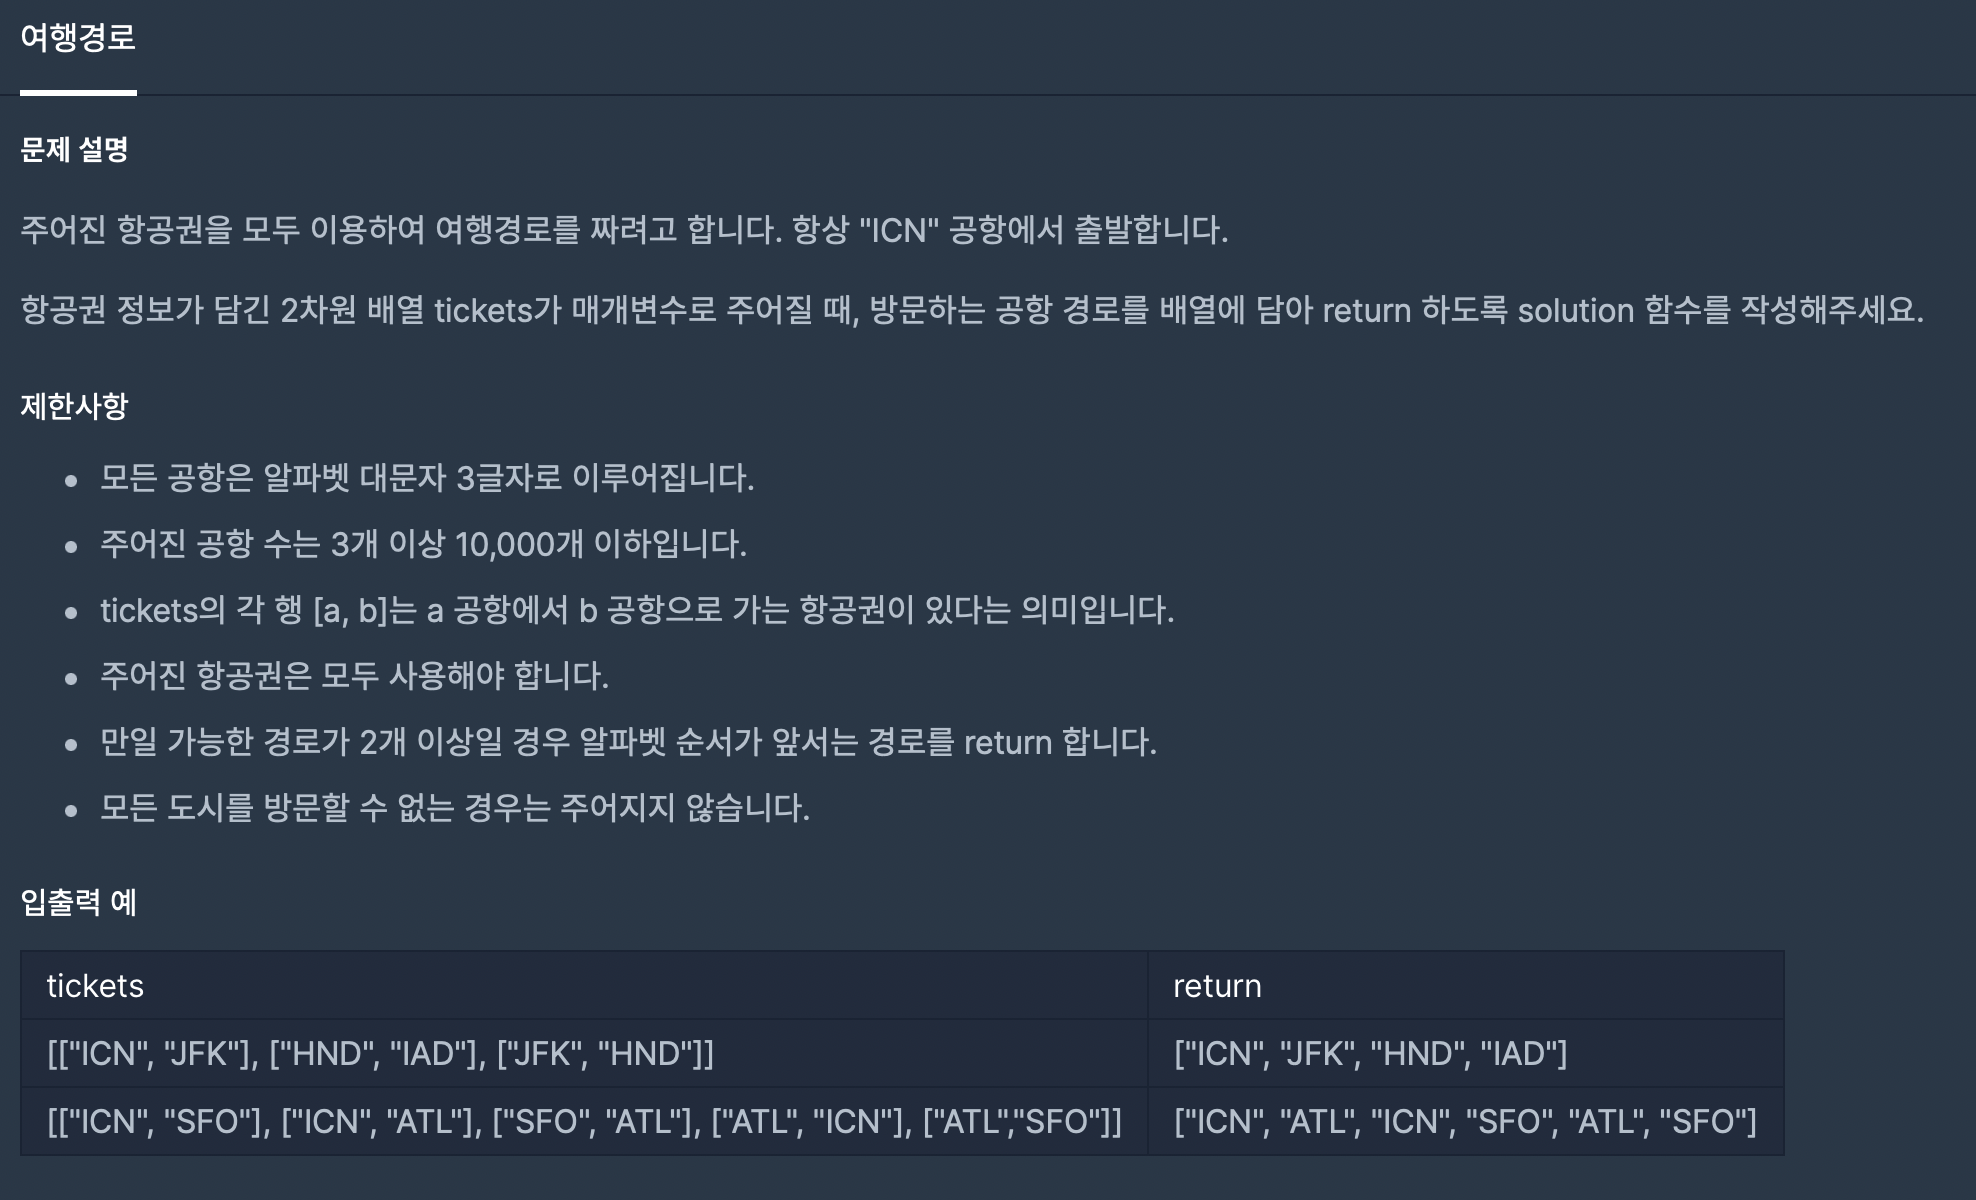 여행경로
문제 설명
주어진 항공권을 모두 이용하여 여행경로를 짜려고 합니다. 항상 "ICN" 공항에서 출발합니다.
항공권 정보가 담긴 2차원 배열 tickets가 매개변수로 주어질 때, 방문하는 공항 경로를 배열에 담아 return 하도록 solution 함수를 작성해주세요.
제한사항
• 모든 공항은 알파벳 대문자 3글자로 이루어집니다.
• 주어진 공항 수는 3개 이상 10,000개 이하입니다.
• tickets의 각 행 [a, b]는 a 공항에서 b 공항으로 가는 항공권이 있다는 의미입니다.
• 주어진 항공권은 모두 사용해야 합니다.
• 만일 가능한 경로가 2개 이상일 경우 알파벳 순서가 앞서는 경로를 return 합니다.
• 모든 도시를 방문할 수 없는 경우는 주어지지 않습니다.
입출력 예
tickets return
[["ICN", "JFK"], ["HND", "IAD"], ["JFK", "HND"]] ["ICN", "JFK", "HND", "IAD"]
[["ICN", "SFO"], ["ICN", "ATL"], ["SFO", "ATL"], ["ATL", "ICN"], ["ATL","SFO"]] ["ICN", "ATL", "ICN", "SFO", "ATL", "SFO"]